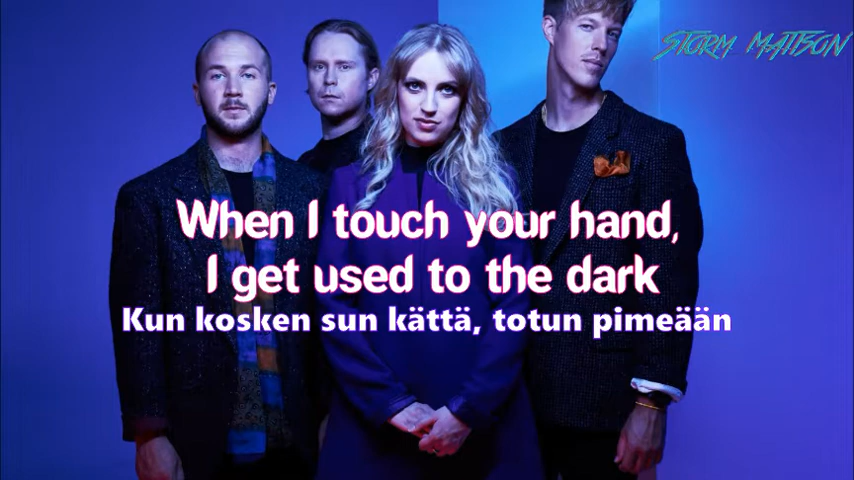 STORM MATTSON
When I touch your hand,
I get used to the dark
Kun kosken sun kättä, totun pimeään